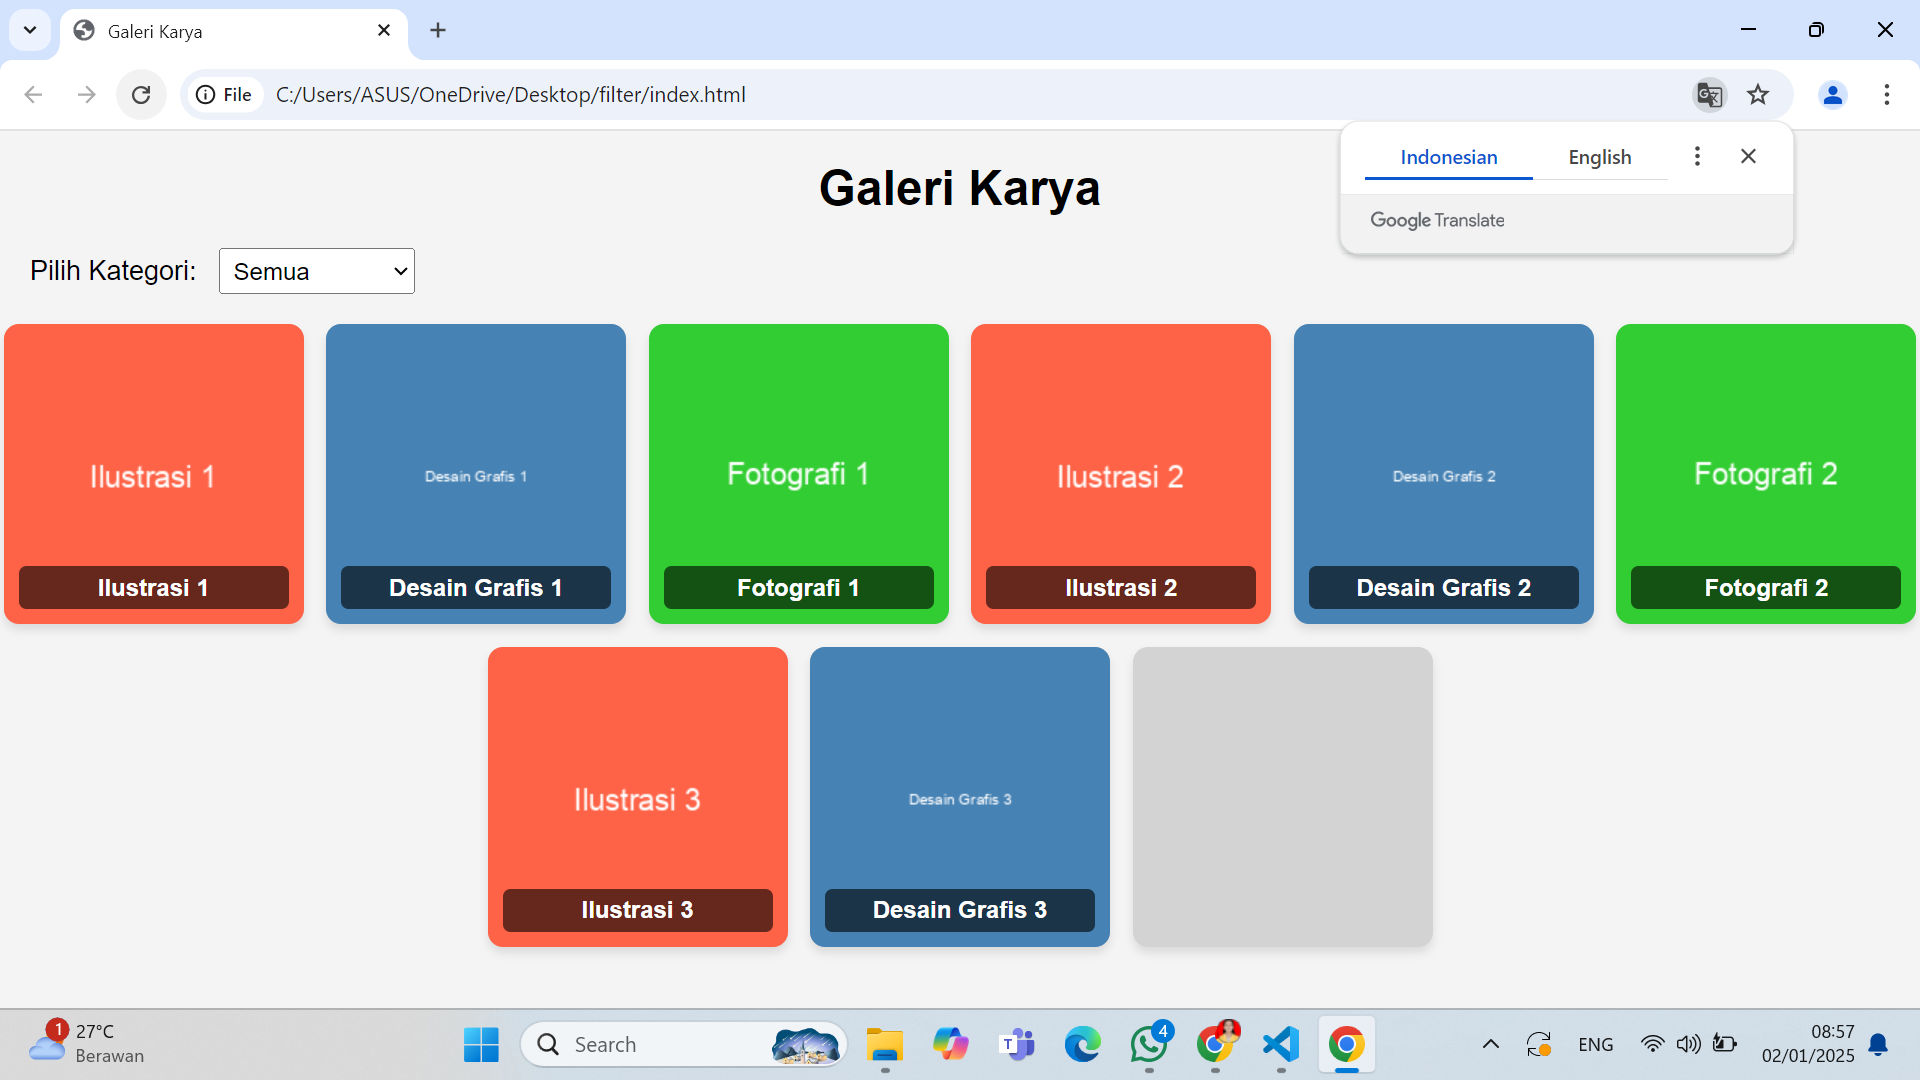 Galeri Karya
File
C:/Users/ASUS/OneDrive/Desktop/filter/index.html
Indonesian
English
Google Translate
Galeri Karya
Pilih Kategori:
Semua
Ilustrasi 1
Desain Grafis 1
Fotografi 1
Ilustrasi 2
Desain Grafis 2
Fotografi 2
Ilustrasi 1
Desain Grafis 1
Fotografi 1
Ilustrasi 2
Desain Grafis 2
Fotografi 2
Ilustrasi 3
Desain Grafis 3
Ilustrasi 3
Desain Grafis 3
1
27°C
Berawan
Search
T
4
ENG
08:57
02/01/2025